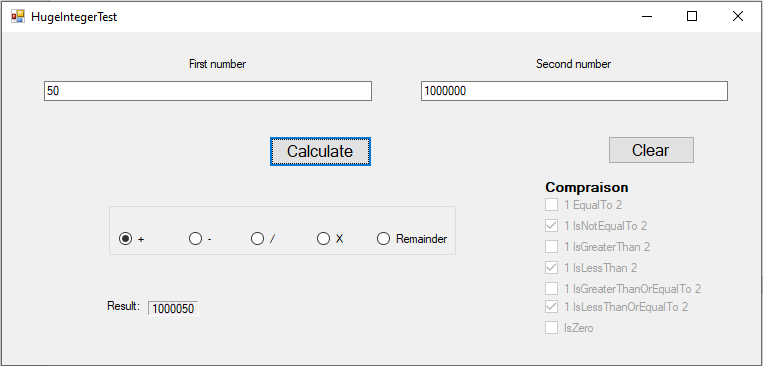 HugeIntegerTest
First number
Second number
50
1000000
Calculate
Clear
Compraison
1 EqualTo 2
1 IsNotEqualTo 2
1 IsGreaterThan 2
1 IsLessThan 2
1 IsGreaterThanOrEqualTo 2
1 IsLessThanOrEqualTo 2
IsZero
+ - / X Remainder
Result: 1000050